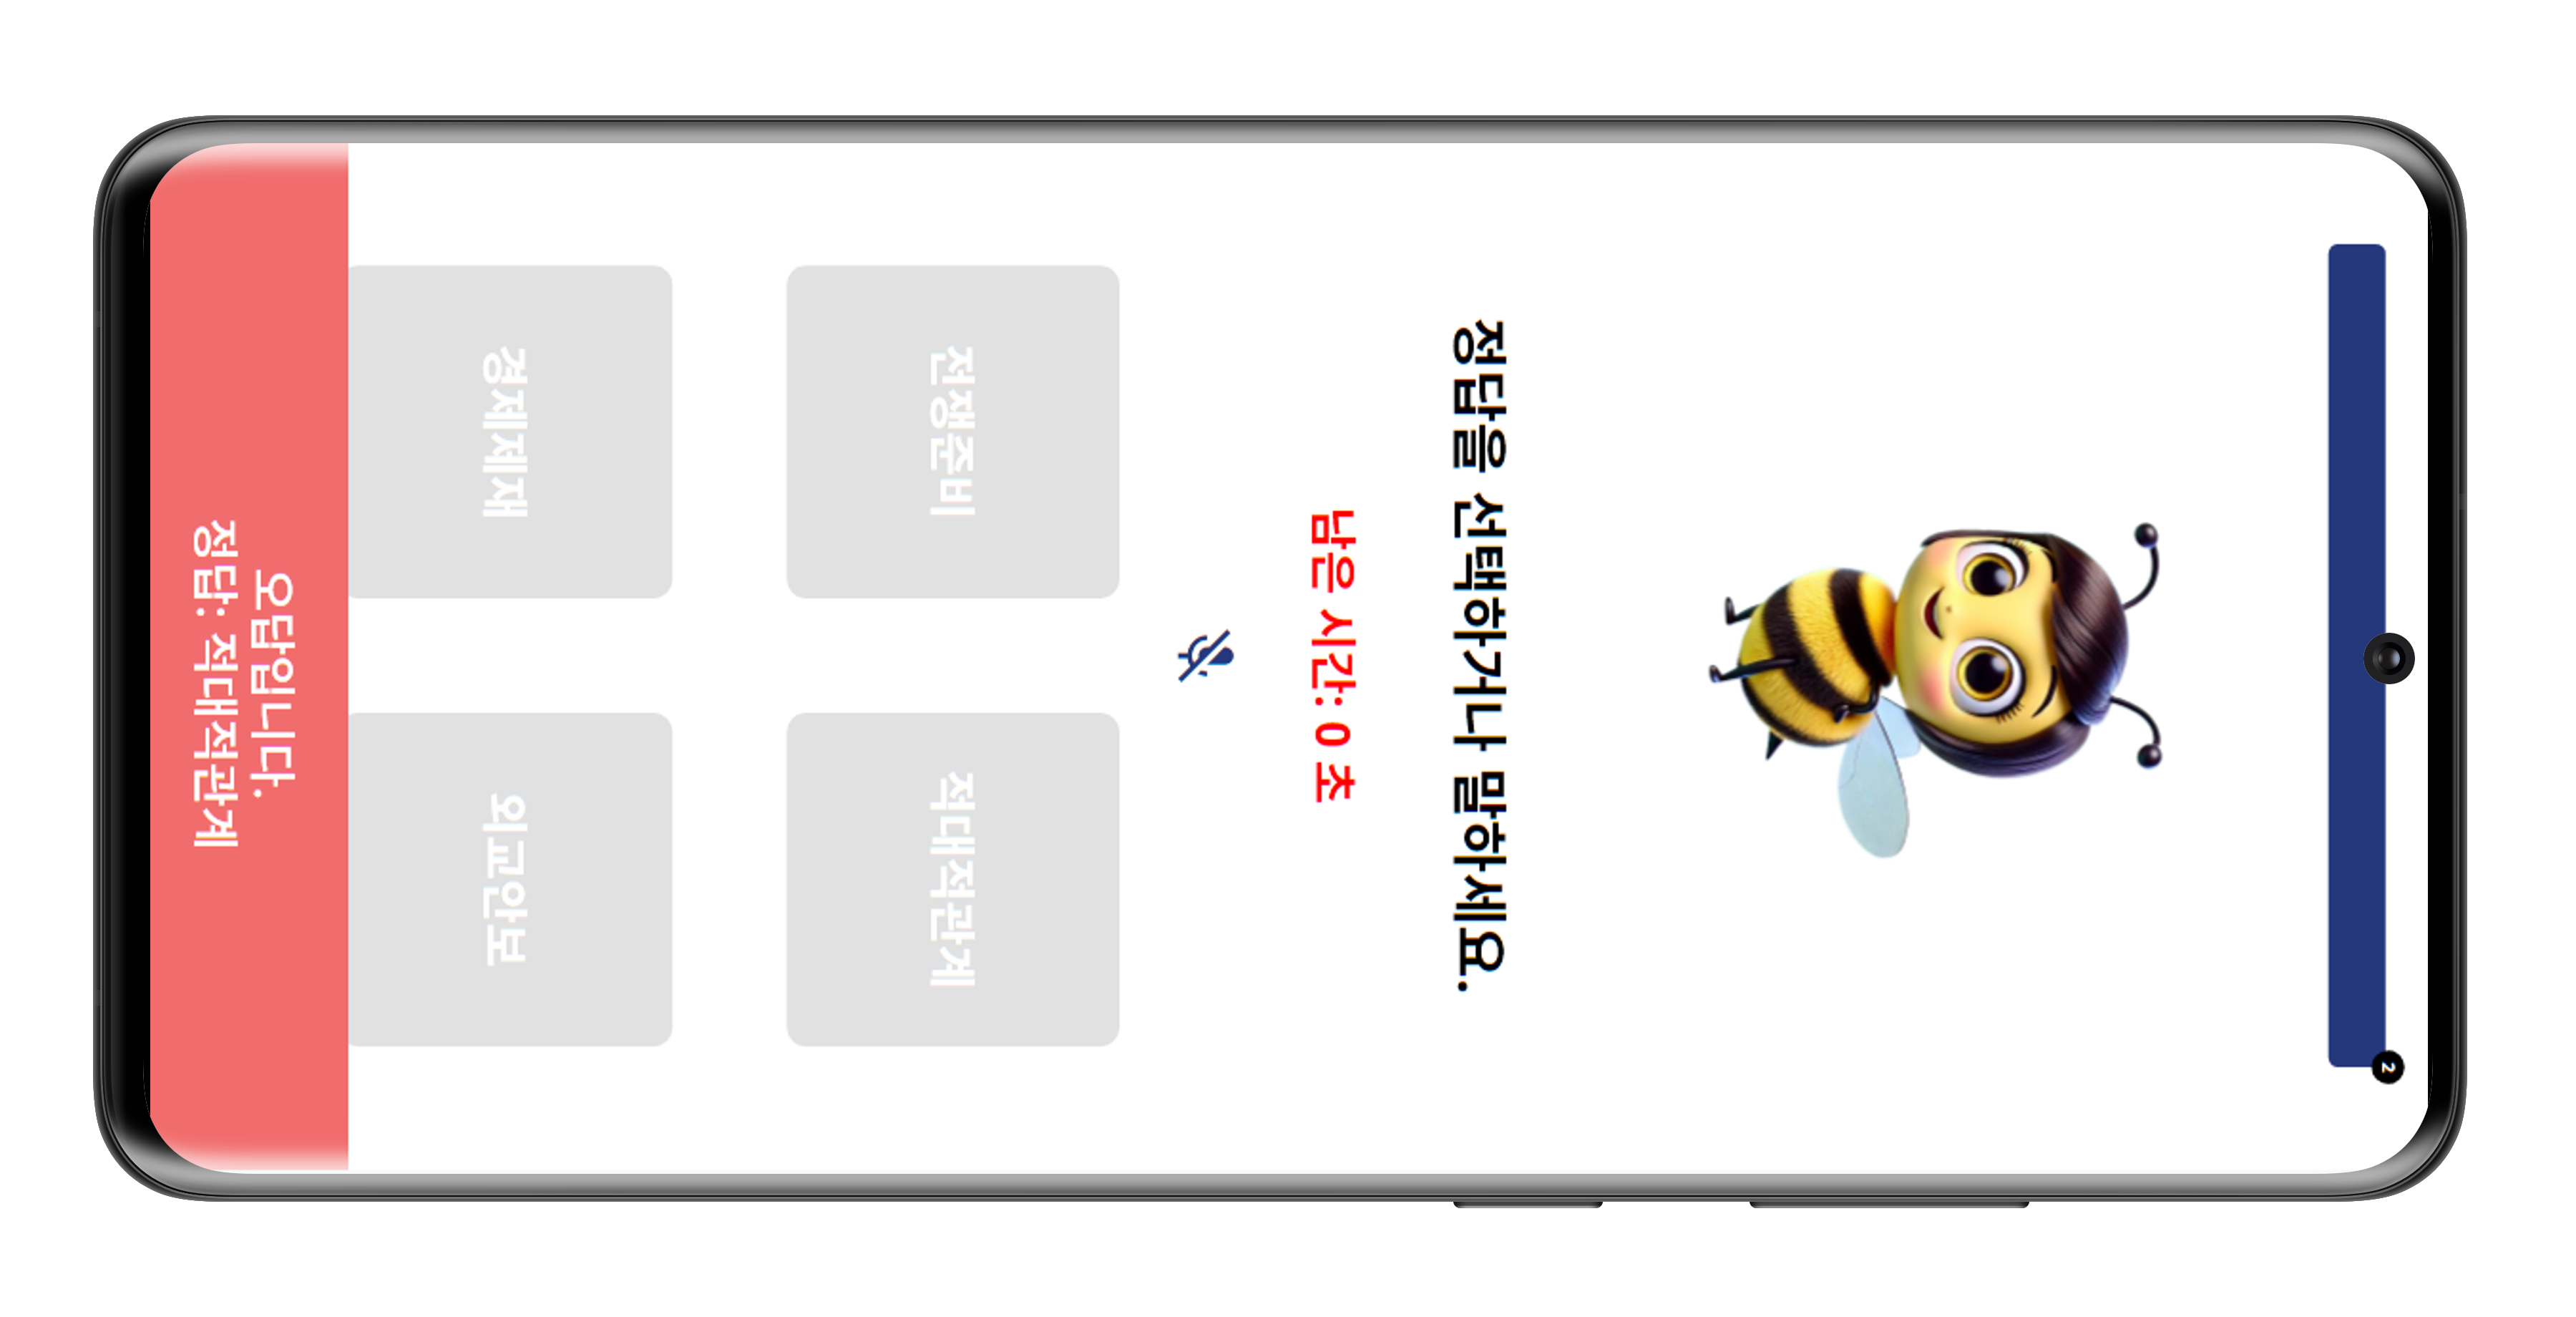 2
정답을 선택하거나 말하세요.
남은 시간: 0 초
전쟁준비
적대적관계
경제제재
외교안보
오답입니다.
정답: 적대적관계